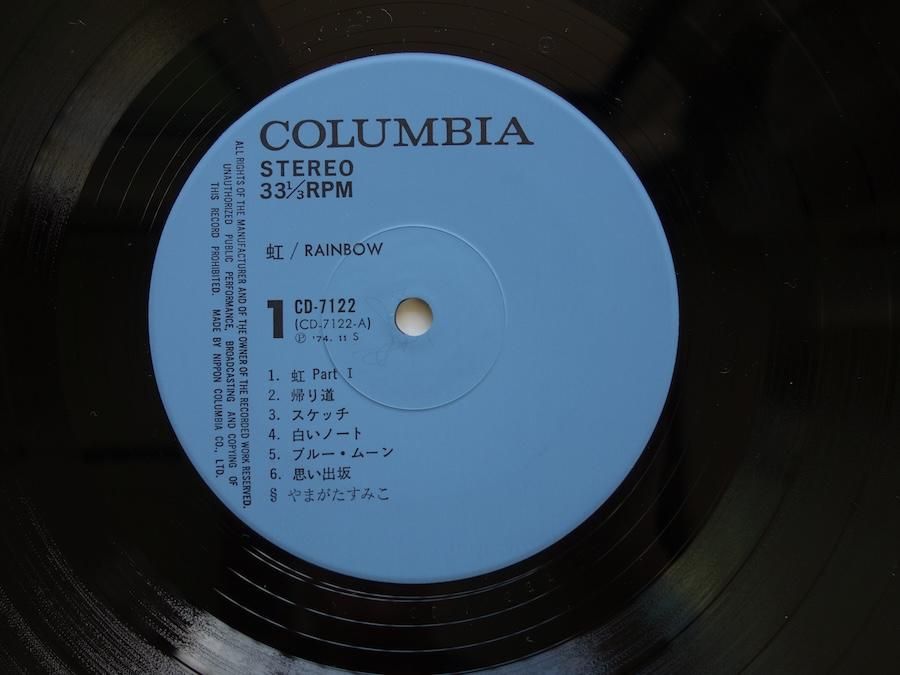 COLUMBIA
STEREO
33⅓RPM
虹 / RAINBOW
1
CD-7122
(CD-7122-A)
Ⓟ '74. 11 S
1. 虹 Part I
2. 帰り道
3. スケッチ
4. 白いノート
5. ブルー・ムーン
6. 思い出坂
§ やまがたすみこ
ALL RIGHTS OF THE MANUFACTURER AND OF THE OWNER OF THE RECORDED WORK RESERVED.
UNAUTHORIZED PUBLIC PERFORMANCE, BROADCASTING AND COPYING OF
THIS RECORD PROHIBITED. MADE BY NIPPON COLUMBIA CO., LTD.